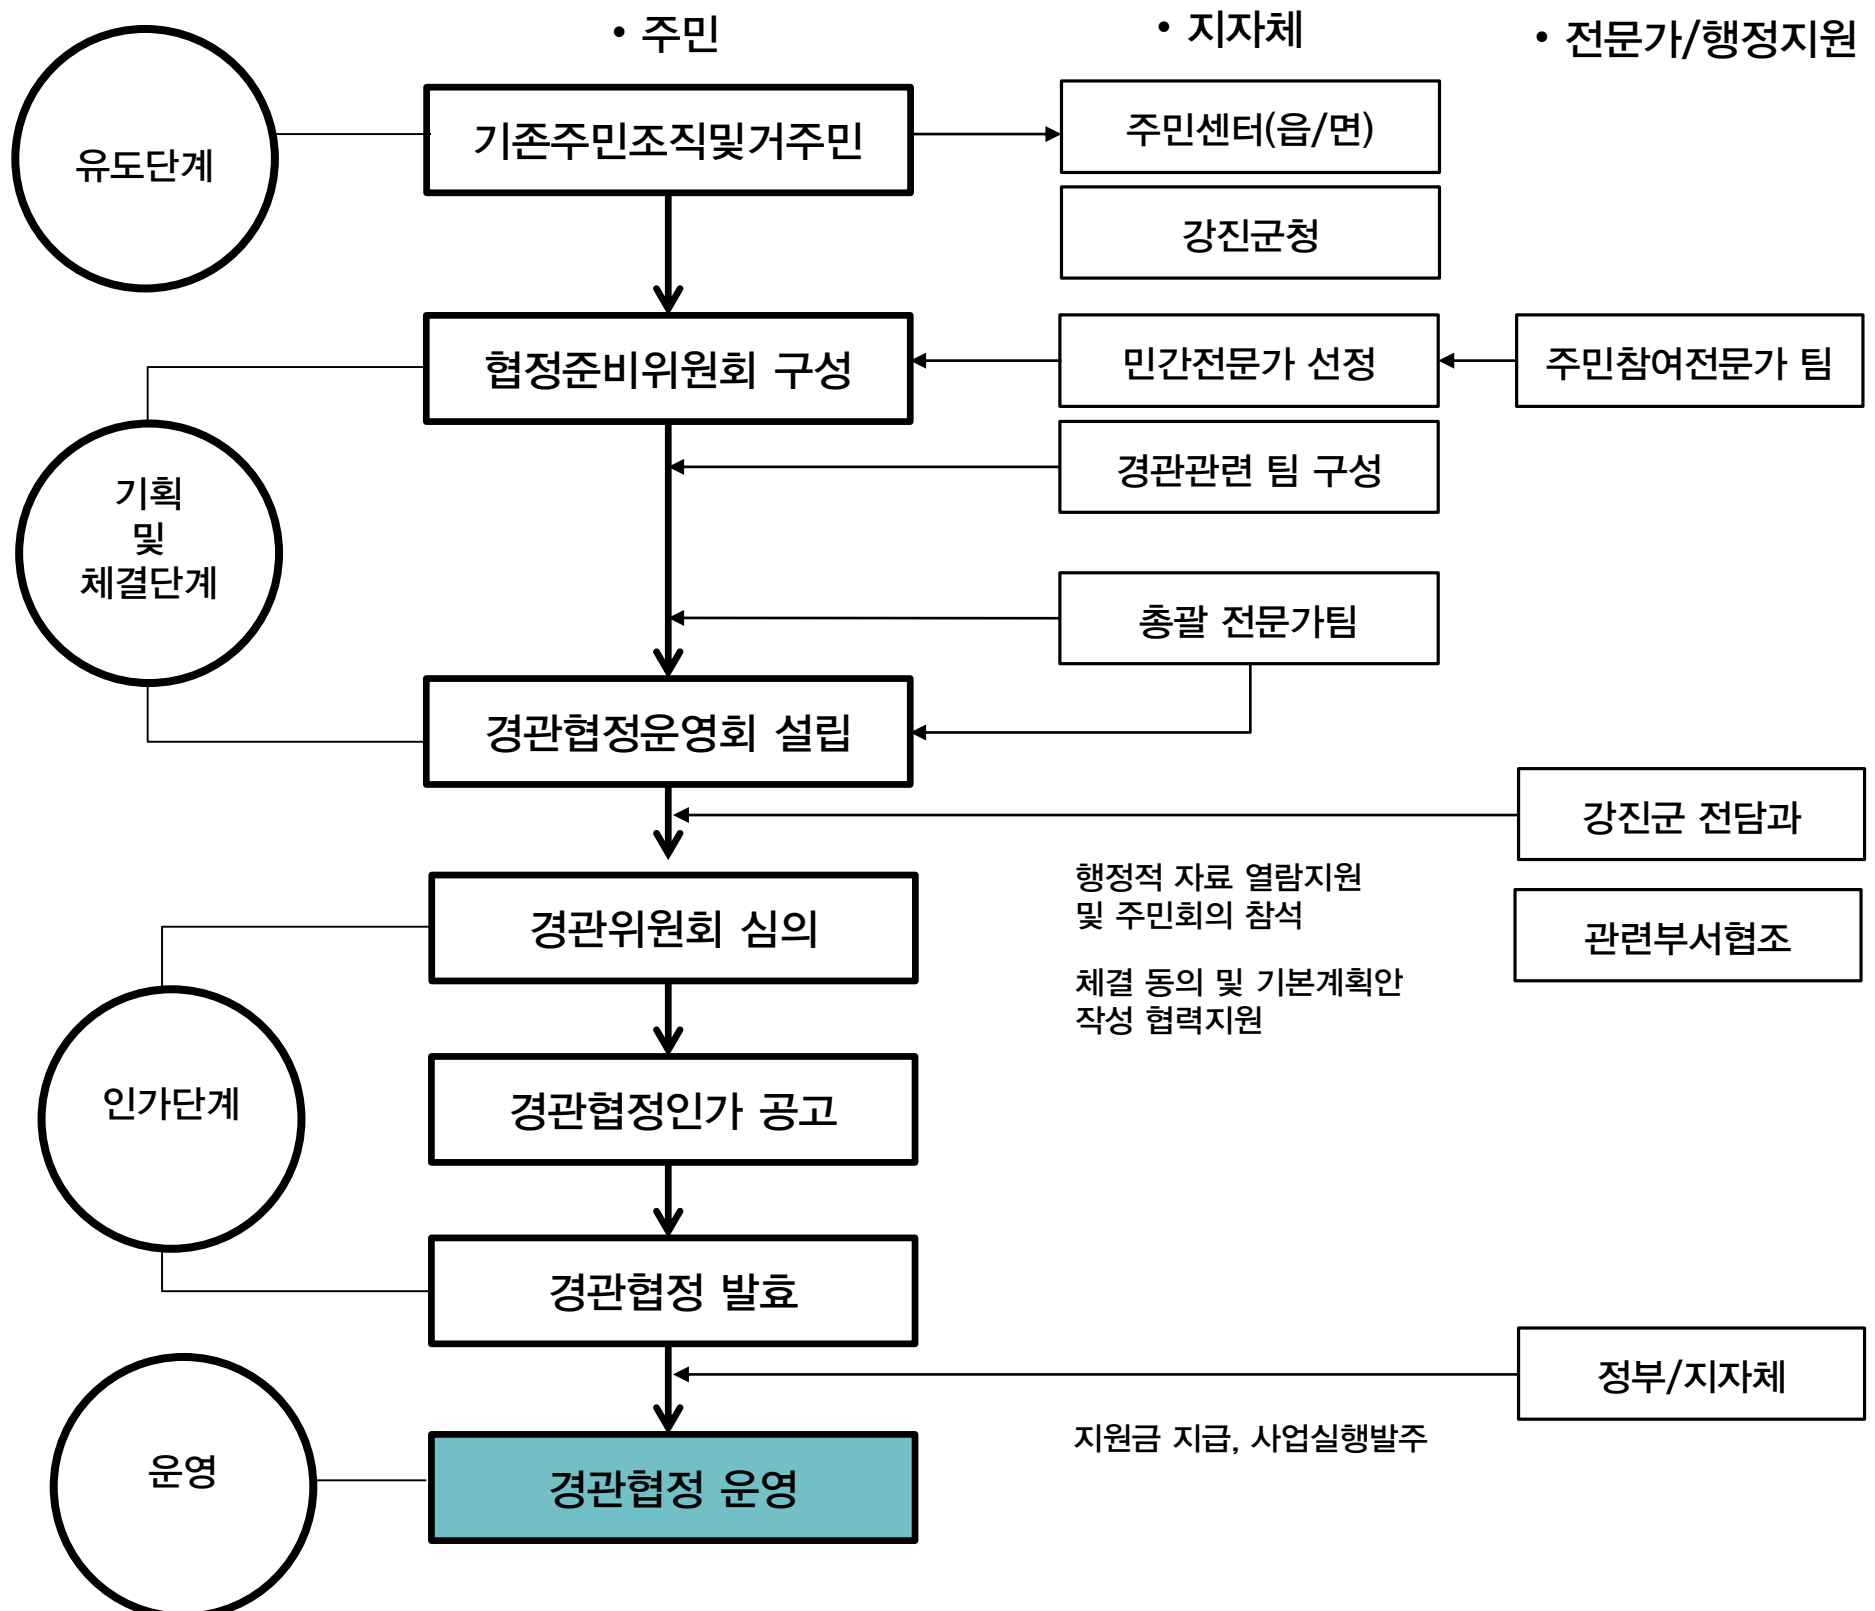 • 주민
• 지자체
• 전문가/행정지원
유도단계
기존주민조직및거주민
주민센터(읍/면)
강진군청
협정준비위원회 구성
민간전문가 선정
주민참여전문가 팀
경관관련 팀 구성
기획
및
체결단계
총괄 전문가팀
경관협정운영회 설립
강진군 전담과
행정적 자료 열람지원
및 주민회의 참석
경관위원회 심의
관련부서협조
체결 동의 및 기본계획안
작성 협력지원
인가단계
경관협정인가 공고
경관협정 발효
정부/지자체
지원금 지급, 사업실행발주
운영
경관협정 운영